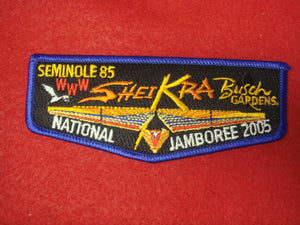 SEMINOLE 85
WWW
SHEIKRA
Busch
GARDENS.
NATIONAL JAMBOREE 2005